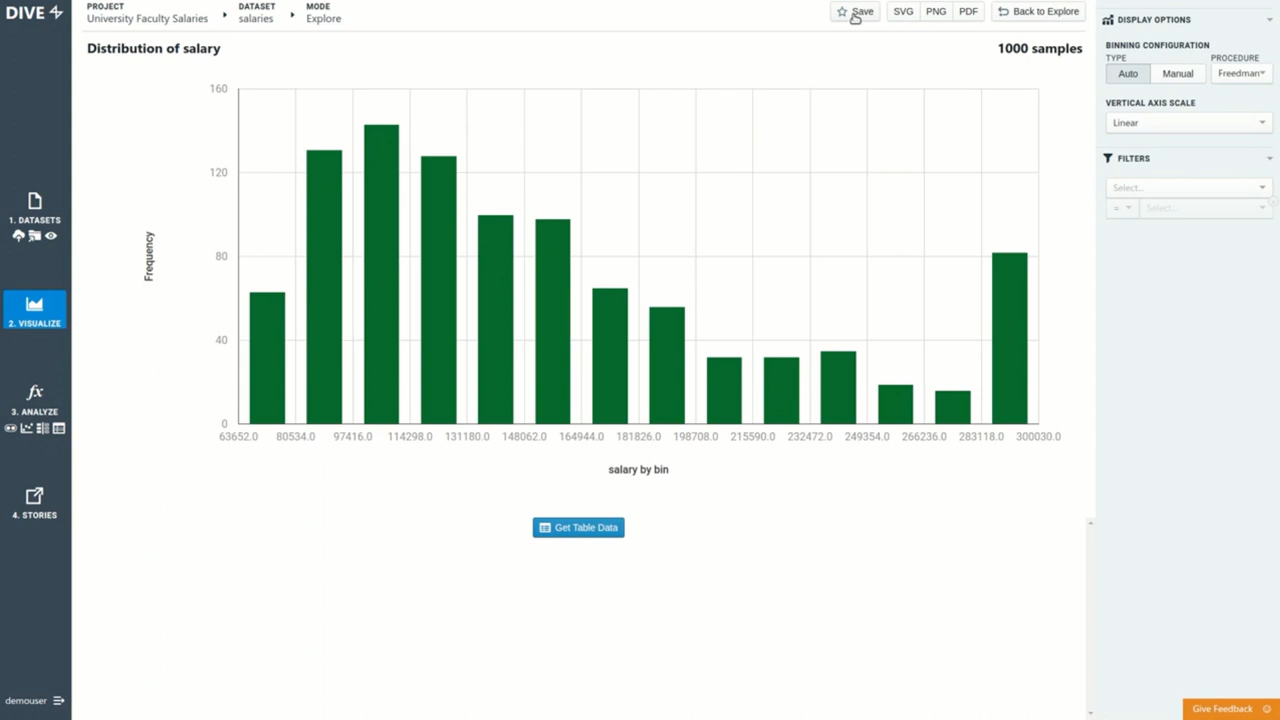 DIVE
PROJECT
University Faculty Salaries
DATASET
salaries
MODE
Explore
Save
SVG
PNG
PDF
Back to Explore
Distribution of salary
1000 samples
160
120
80
40
0
Frequency
63652.0 80534.0 97416.0 114298.0 131180.0 148062.0 164944.0 181826.0 198708.0 215590.0 232472.0 249354.0 266236.0 283118.0 300030.0
salary by bin
Get Table Data
1. DATASETS
2. VISUALIZE
fx
3. ANALYZE
4. STORIES
demouser
DISPLAY OPTIONS
BINNING CONFIGURATION
TYPE
PROCEDURE
Auto
Manual
Freedman
VERTICAL AXIS SCALE
Linear
FILTERS
Select...
= Select...
Give Feedback